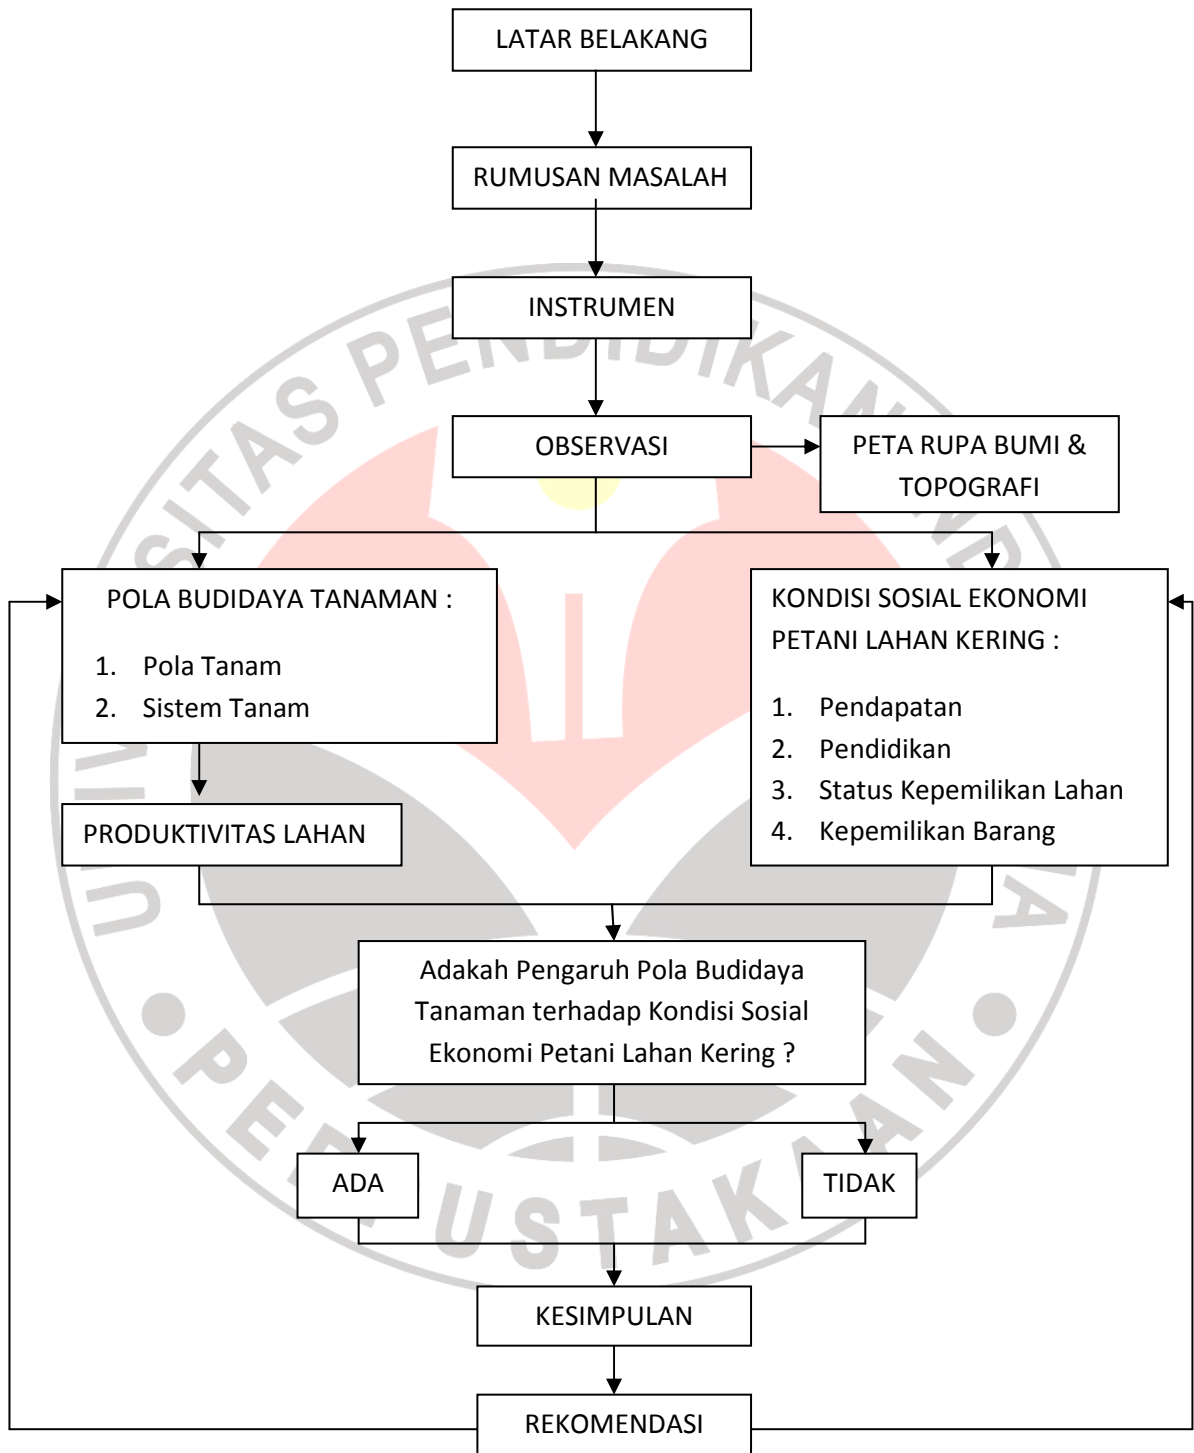 LATAR BELAKANG
RUMUSAN MASALAH
INSTRUMEN
OBSERVASI
PETA RUPA BUMI &
TOPOGRAFI
POLA BUDIDAYA TANAMAN :
1. Pola Tanam
2. Sistem Tanam
KONDISI SOSIAL EKONOMI
PETANI LAHAN KERING :
1. Pendapatan
2. Pendidikan
3. Status Kepemilikan Lahan
4. Kepemilikan Barang
PRODUKTIVITAS LAHAN
Adakah Pengaruh Pola Budidaya
Tanaman terhadap Kondisi Sosial
Ekonomi Petani Lahan Kering ?
ADA
TIDAK
KESIMPULAN
REKOMENDASI